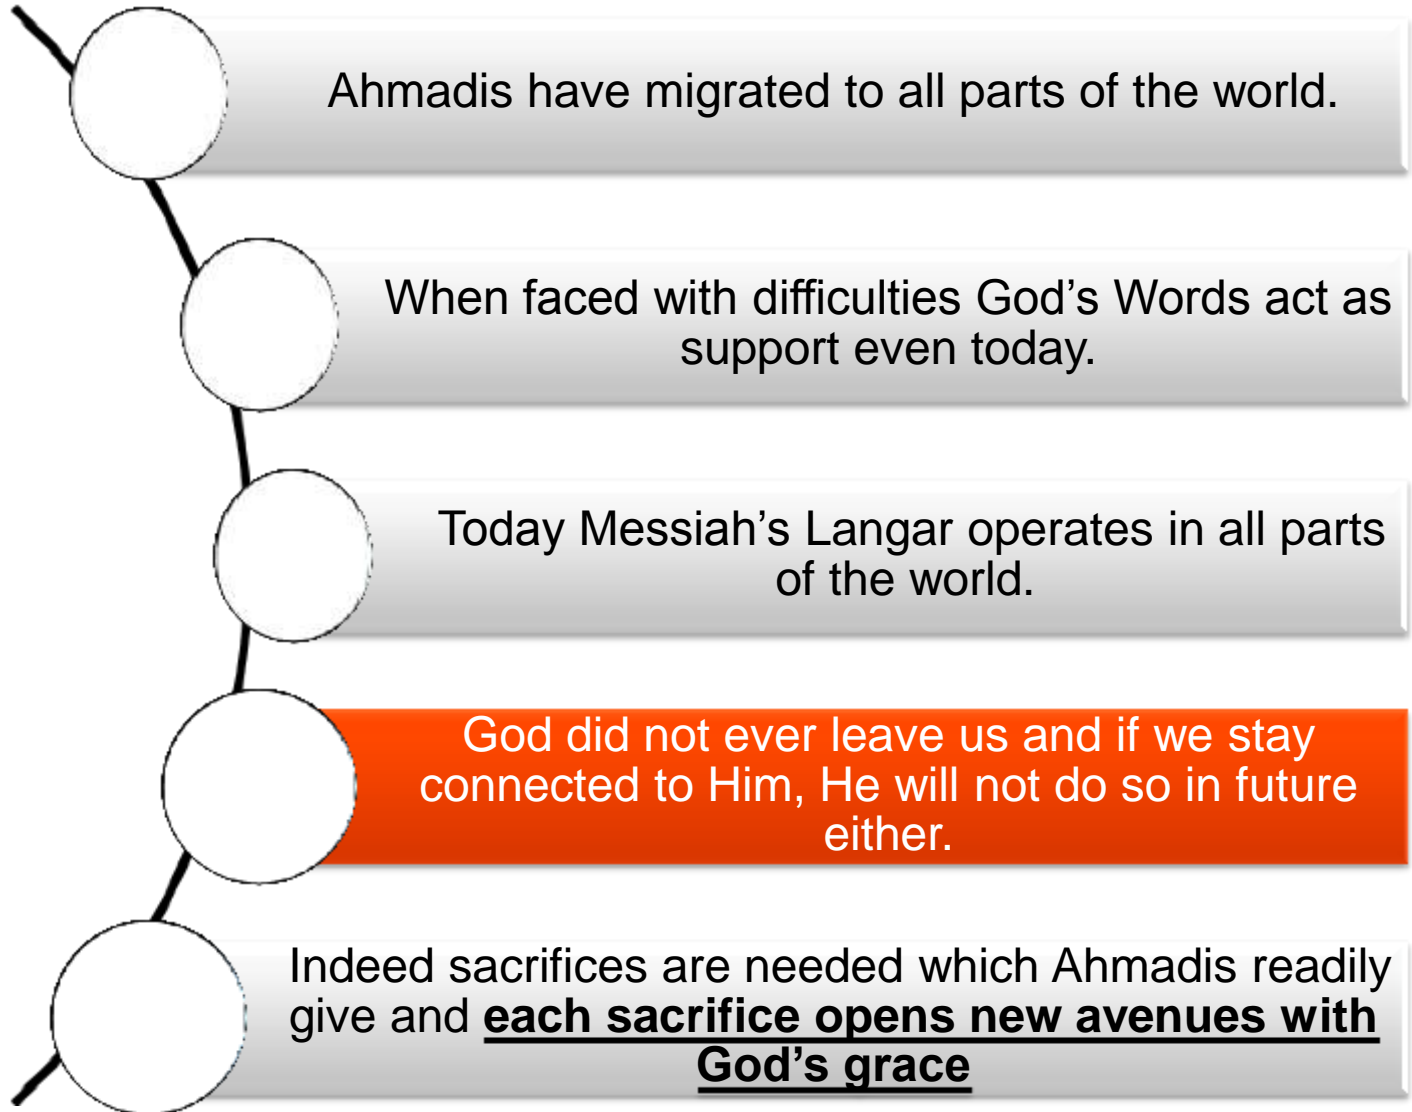 Ahmadis have migrated to all parts of the world.
When faced with difficulties God’s Words act as
support even today.
Today Messiah’s Langar operates in all parts
of the world.
God did not ever leave us and if we stay
connected to Him, He will not do so in future
either.
Indeed sacrifices are needed which Ahmadis readily
give and each sacrifice opens new avenues with
God’s grace